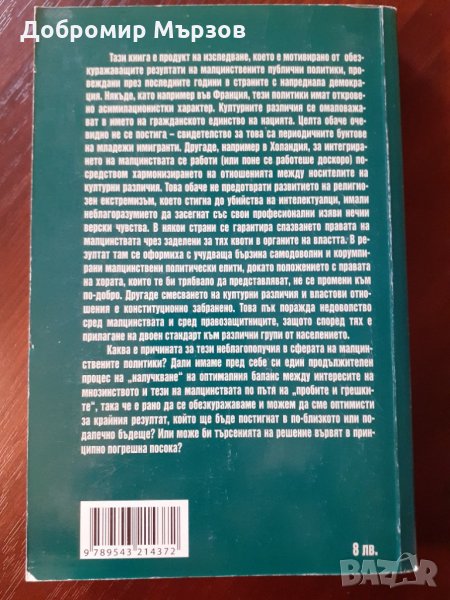 Добромир Мързов
Тази книга е продукт на изследване, което е мотивирано от обез-
куражаващите резултати на малцинствените публични политики, про-
веждани през последните години в страните с напреднала демокра-
ция. Някъде, като например във Франция, тези политики имат открове-
но асимилационистки характер. Културните различия се омаловажа-
ват в името на гражданското единство на нацията. Целта обаче оче-
видно не се постига – свидетелство за това са периодичните бунтове
на младежи имигранти. Другаде, например в Холандия, за интегриране-
то на малцинствата се работи (или поне се работеше доскоро) по-
средством хармонизирането на отношенията между носителите на
културни различия. Това обаче не предотврати развитието на религио-
зен екстремизъм, което стигна до убийства на интелектуалци, имали
неблагоразумието да засегнат със свои професионални изяви нечии
верски чувства. В някои страни се гарантира спазването правата на
малцинствата чрез заделени за тях квоти в органите на властта. В ре-
зултат там се оформиха с учудваща бързина самодоволни и корумпи-
рани малцинствени политически елити, докато положението с правата
на хората, които те би трябвало да представляват, не се промени към
по-добро. Другаде смесването на културни различия и властови отно-
шения е конституционно забранено. Това пък поражда недоволство
сред малцинствата и сред правозащитниците, защото според тях е
прилагане на двоен стандарт към различни групи от населението.
Каква е причината за тези неблагополучия в сферата на малцин-
ствените политики? Дали имаме пред себе си един продължителен
процес на „налучкване“ на оптималния баланс между интересите на
мнозинството и тези на малцинствата по пътя на „пробите и грешки-
те“, така че е рано да се обезкуражаваме и можем да сме оптимисти
за крайния резултат, който ще бъде постигнат в по-близкото или по-
далечно бъдеще? Или може би търсенията на решение вървят в прин-
ципно погрешна посока?
9 789543 214372
8 лв.
BAZAR